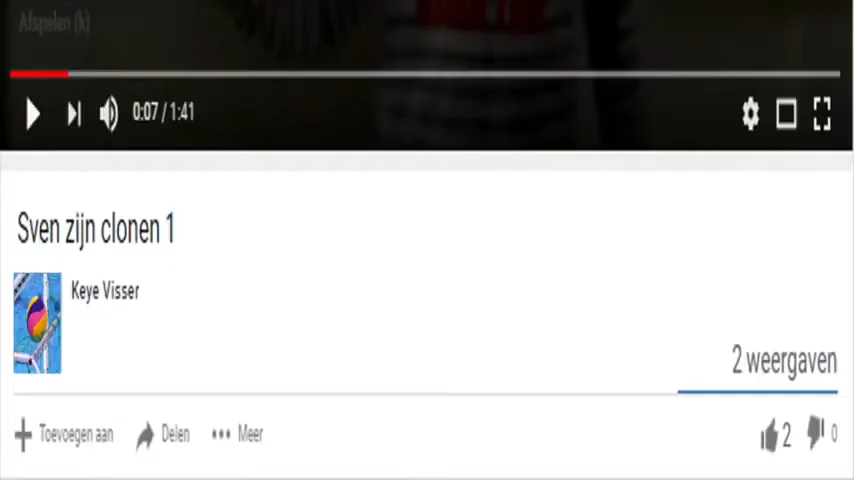 Afspelen (k)
0:07 / 1:41
Sven zijn clonen 1
Keye Visser
2 weergaven
Toevoegen aan Delen Meer 2 0